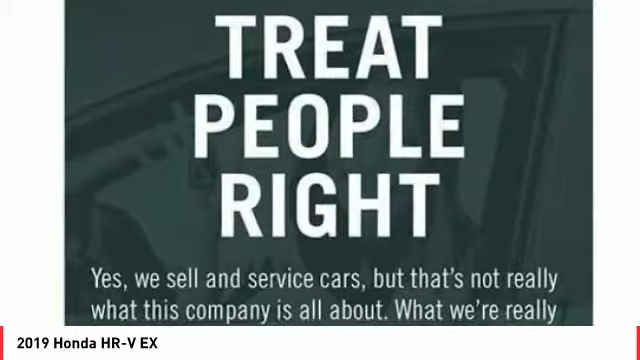 TREAT
PEOPLE
RIGHT
Yes, we sell and service cars, but that's not really
what this company is all about. What we're really
2019 Honda HR-V EX